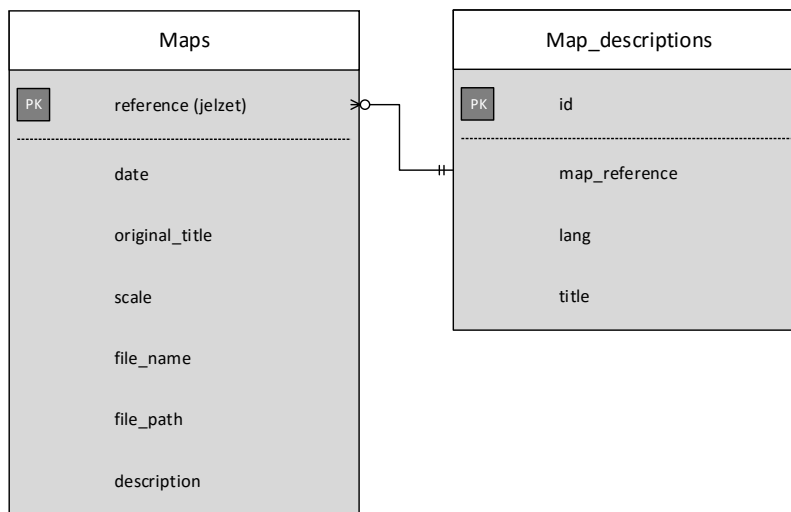 Maps
PK
reference (jelzet)
date
original_title
scale
file_name
file_path
description
Map_descriptions
PK
id
map_reference
lang
title